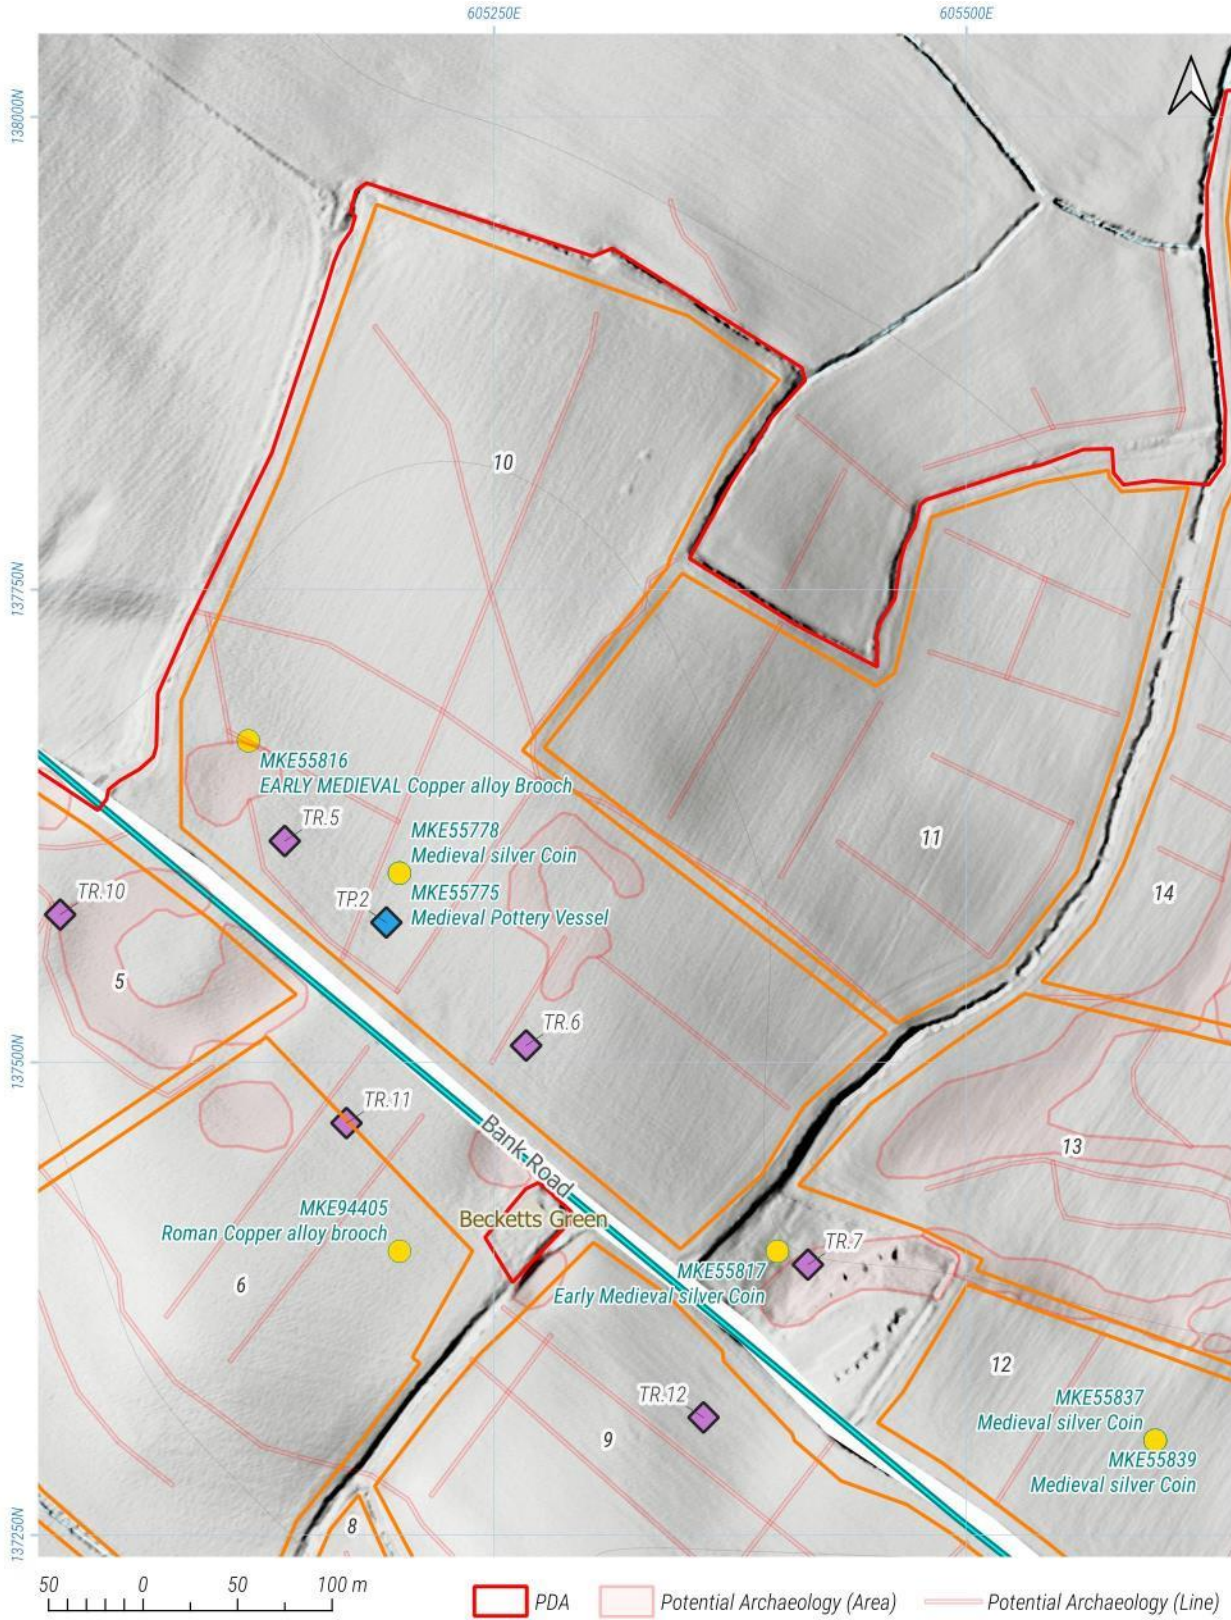 605250E
605500E
138000N
10
137750N
MKE55816
EARLY MEDIEVAL Copper alloy Brooch
TR.5
MKE55778
Medieval silver Coin
11
TR.10
TP.2
MKE55775
Medieval Pottery Vessel
14
5
TR.6
137500N
TR.11
Bank Road
13
MKE94405
Roman Copper alloy brooch
Becketts Green
TR.7
MKE55817
Early Medieval silver Coin
6
12
TR.12
MKE55837
Medieval silver Coin
9
MKE55839
Medieval silver Coin
8
137250N
50 0 50 100 m
PDA
Potential Archaeology (Area)
Potential Archaeology (Line)